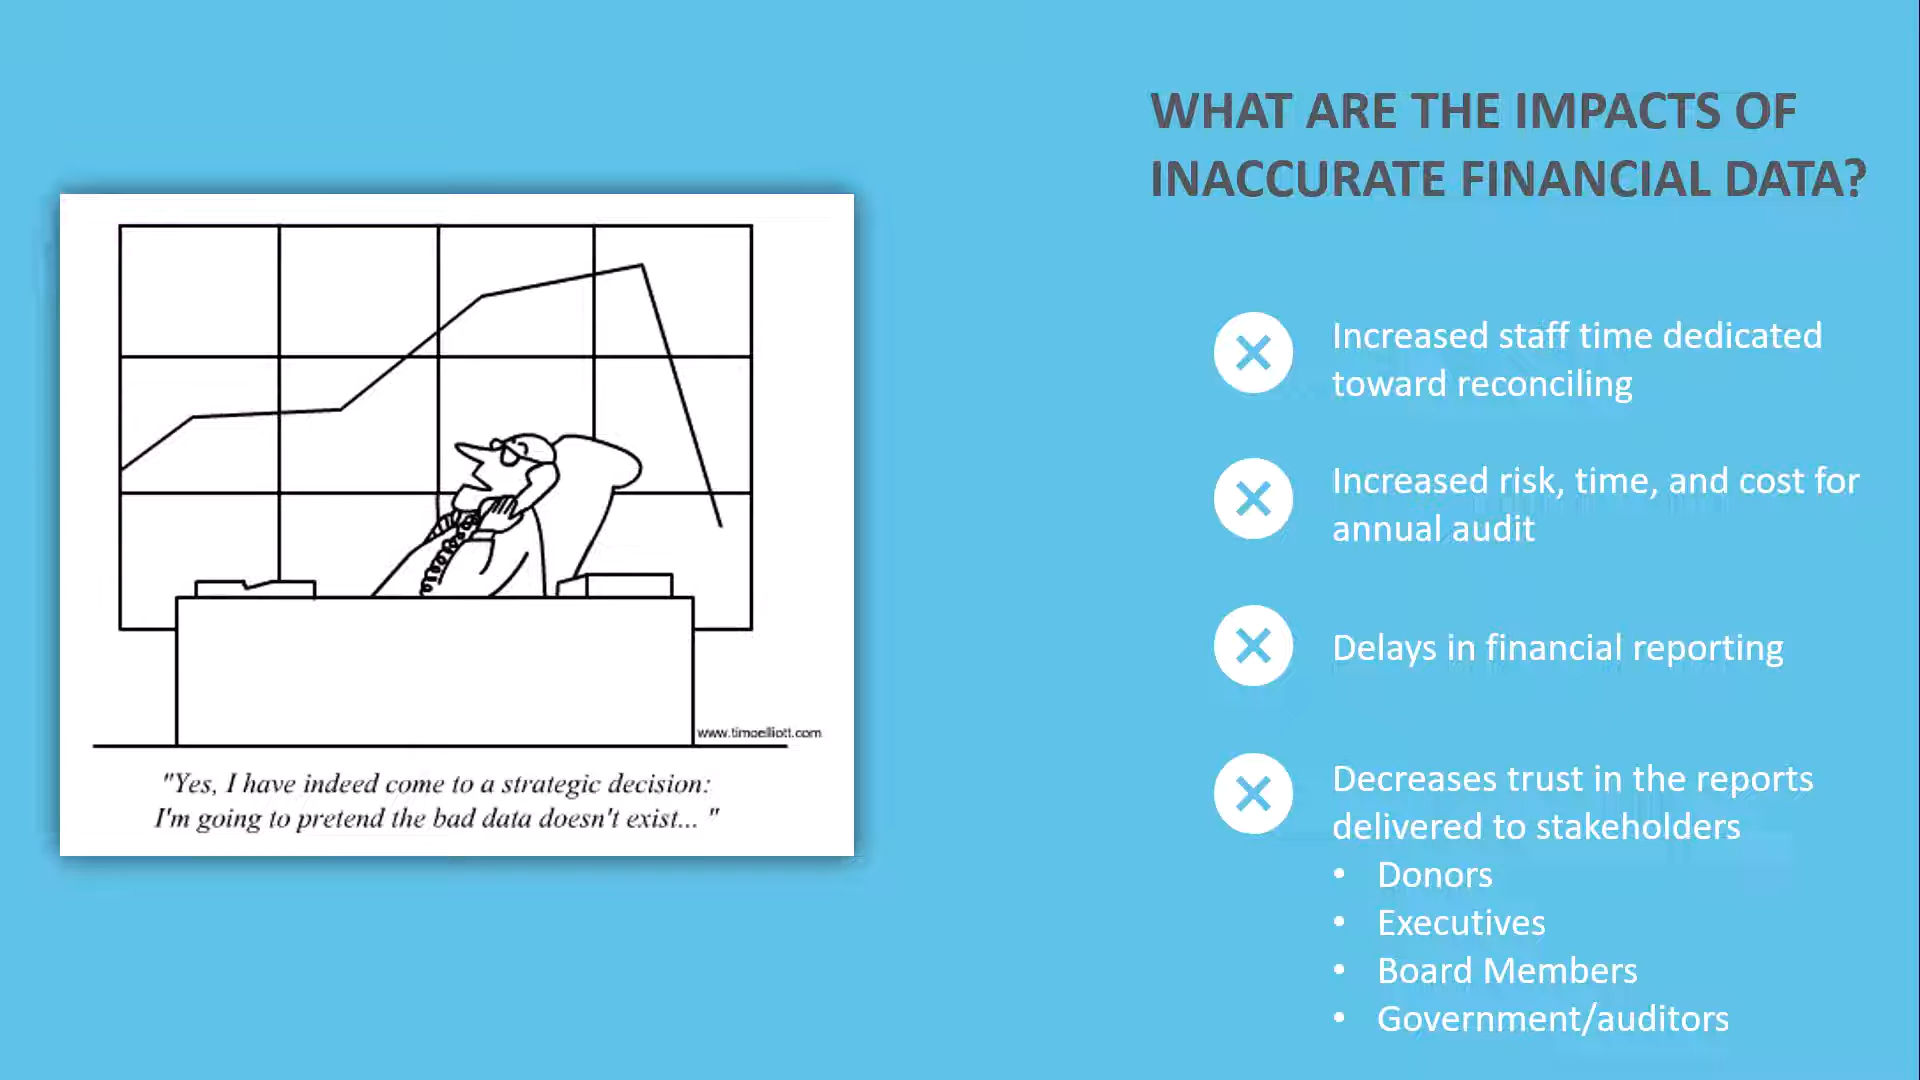 WHAT ARE THE IMPACTS OF
INACCURATE FINANCIAL DATA?
www.timoelliott.com
"Yes, I have indeed come to a strategic decision:
I'm going to pretend the bad data doesn't exist... "
Increased staff time dedicated
toward reconciling
Increased risk, time, and cost for
annual audit
Delays in financial reporting
Decreases trust in the reports
delivered to stakeholders
• Donors
• Executives
• Board Members
• Government/auditors